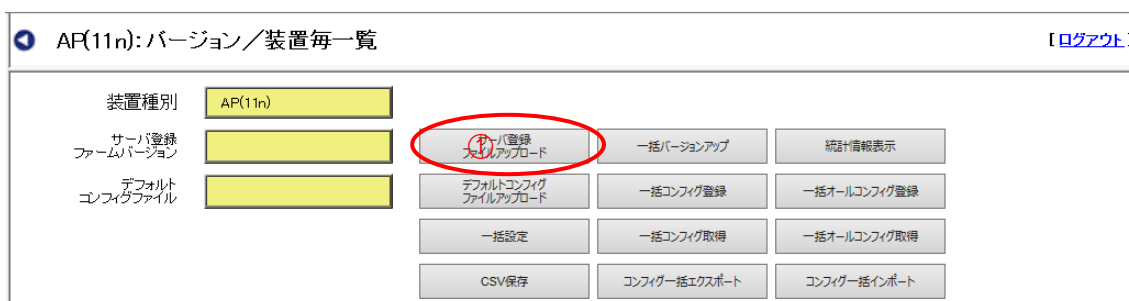 AP(11n): バージョン／装置毎一覧
[ログアウト]
装置種別
AP(11n)
サーバ登録
ファームバージョン
①
サーバ登録
ファイルアップロード
一括バージョンアップ
統計情報表示
デフォルト
コンフィグファイル
デフォルトコンフィグ
ファイルアップロード
一括コンフィグ登録
一括オールコンフィグ登録
一括設定
一括コンフィグ取得
一括オールコンフィグ取得
CSV保存
コンフィグ一括エクスポート
コンフィグ一括インポート